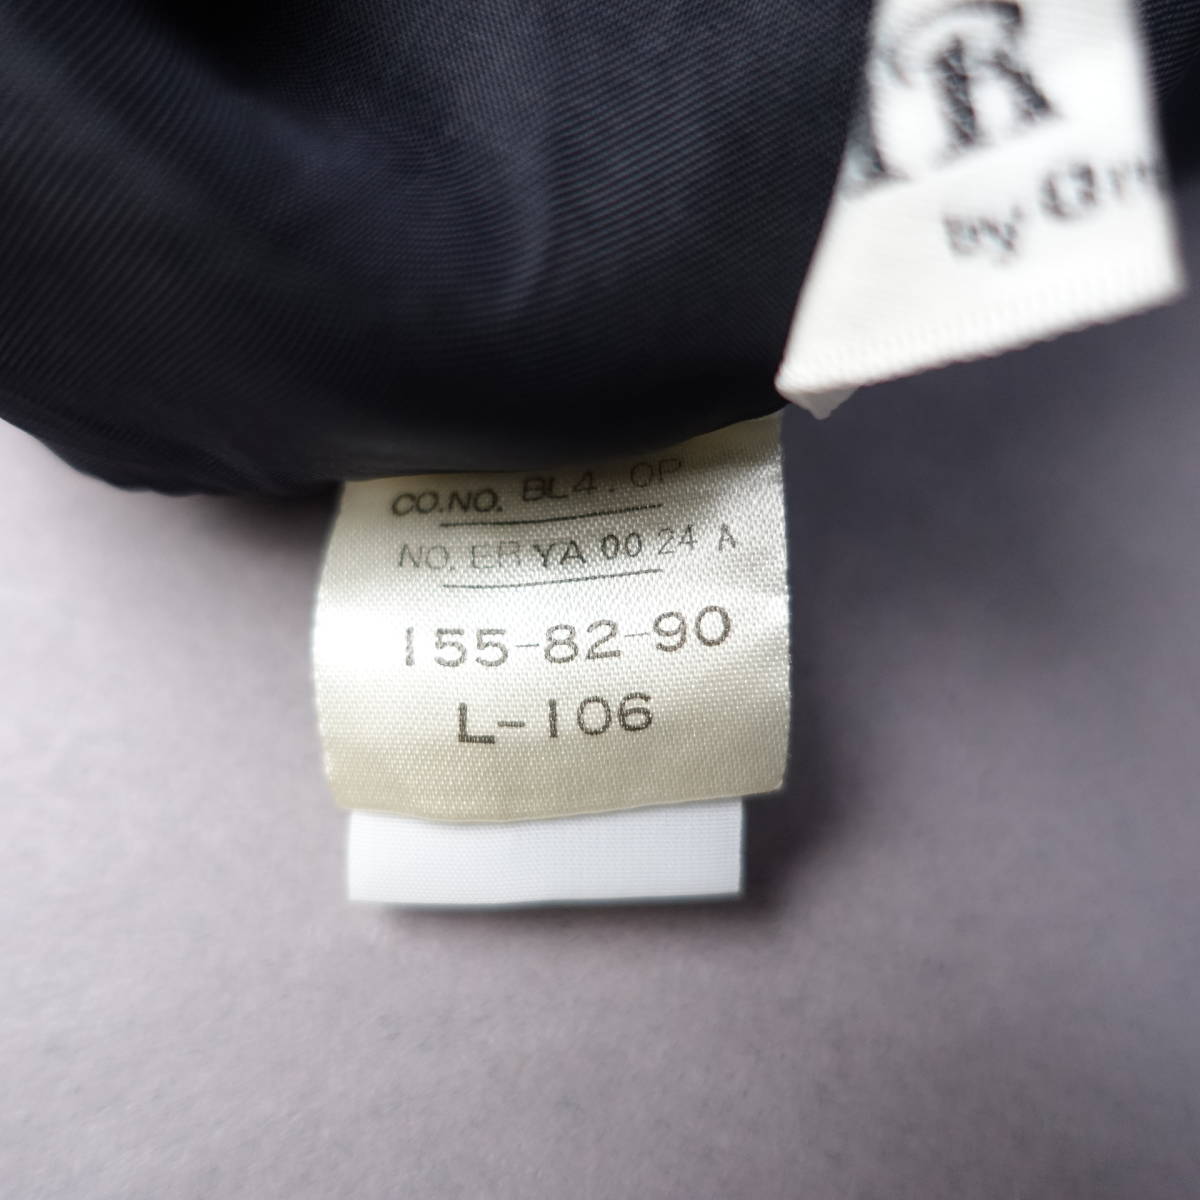 R
by
CO.NO. BL4.OP
NO. ER YA 00 24 A
155-82-90
L-106